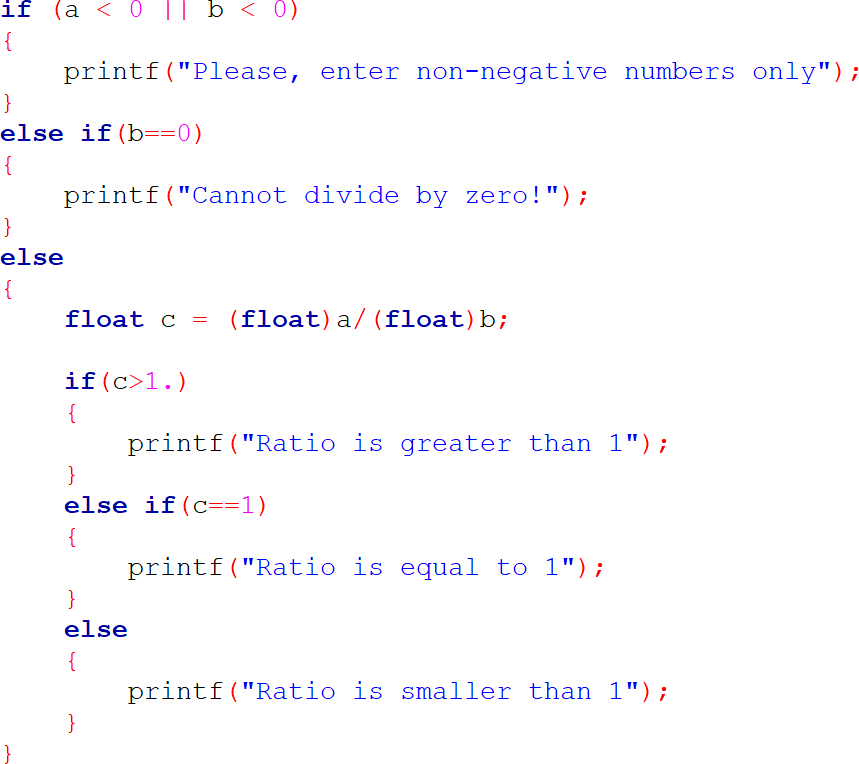 if (a < 0 || b < 0)
{
    printf("Please, enter non-negative numbers only");
}
else if(b==0)
{
    printf("Cannot divide by zero!");
}
else
{
    float c = (float)a/(float)b;

    if(c>1.)
    {
        printf("Ratio is greater than 1");
    }
    else if(c==1)
    {
        printf("Ratio is equal to 1");
    }
    else
    {
        printf("Ratio is smaller than 1");
    }
}